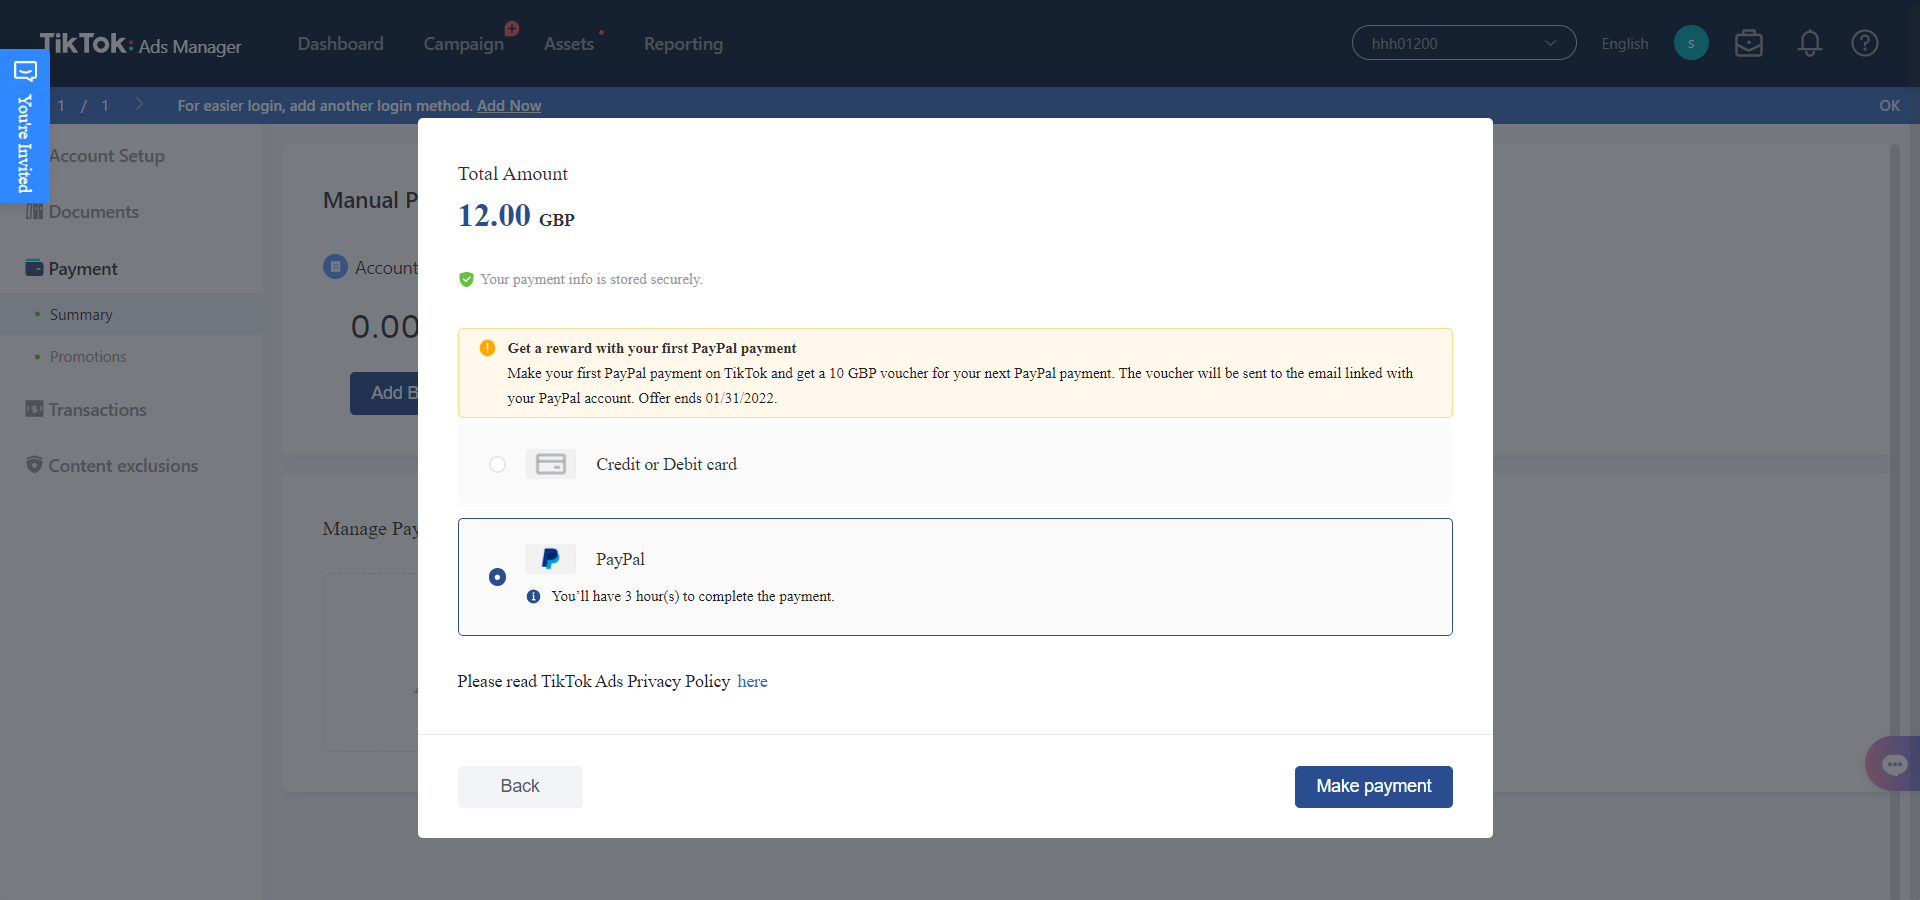 TikTok: Ads Manager
Dashboard
Campaign
Assets
Reporting
hhh01200
English
s
You're Invited
1 / 1
For easier login, add another login method. Add Now
OK
Account Setup
Documents
Payment
Summary
Promotions
Transactions
Content exclusions
Manual P
Account
0.00
Add B
Manage Pay
Total Amount
12.00 GBP
Your payment info is stored securely.
Get a reward with your first PayPal payment
Make your first PayPal payment on TikTok and get a 10 GBP voucher for your next PayPal payment. The voucher will be sent to the email linked with
your PayPal account. Offer ends 01/31/2022.
Credit or Debit card
PayPal
You'll have 3 hour(s) to complete the payment.
Please read TikTok Ads Privacy Policy here
Back
Make payment